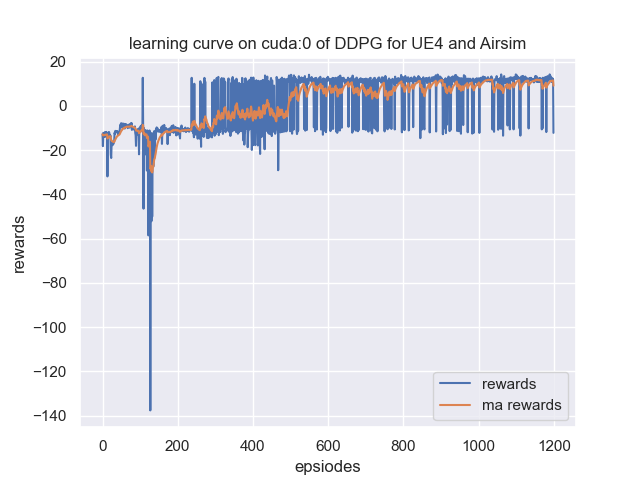 learning curve on cuda:0 of DDPG for UE4 and Airsim
20
0
−20
−40
−60
−80
−100
−120
−140
rewards
rewards
ma rewards
0 200 400 600 800 1000 1200
epsiodes